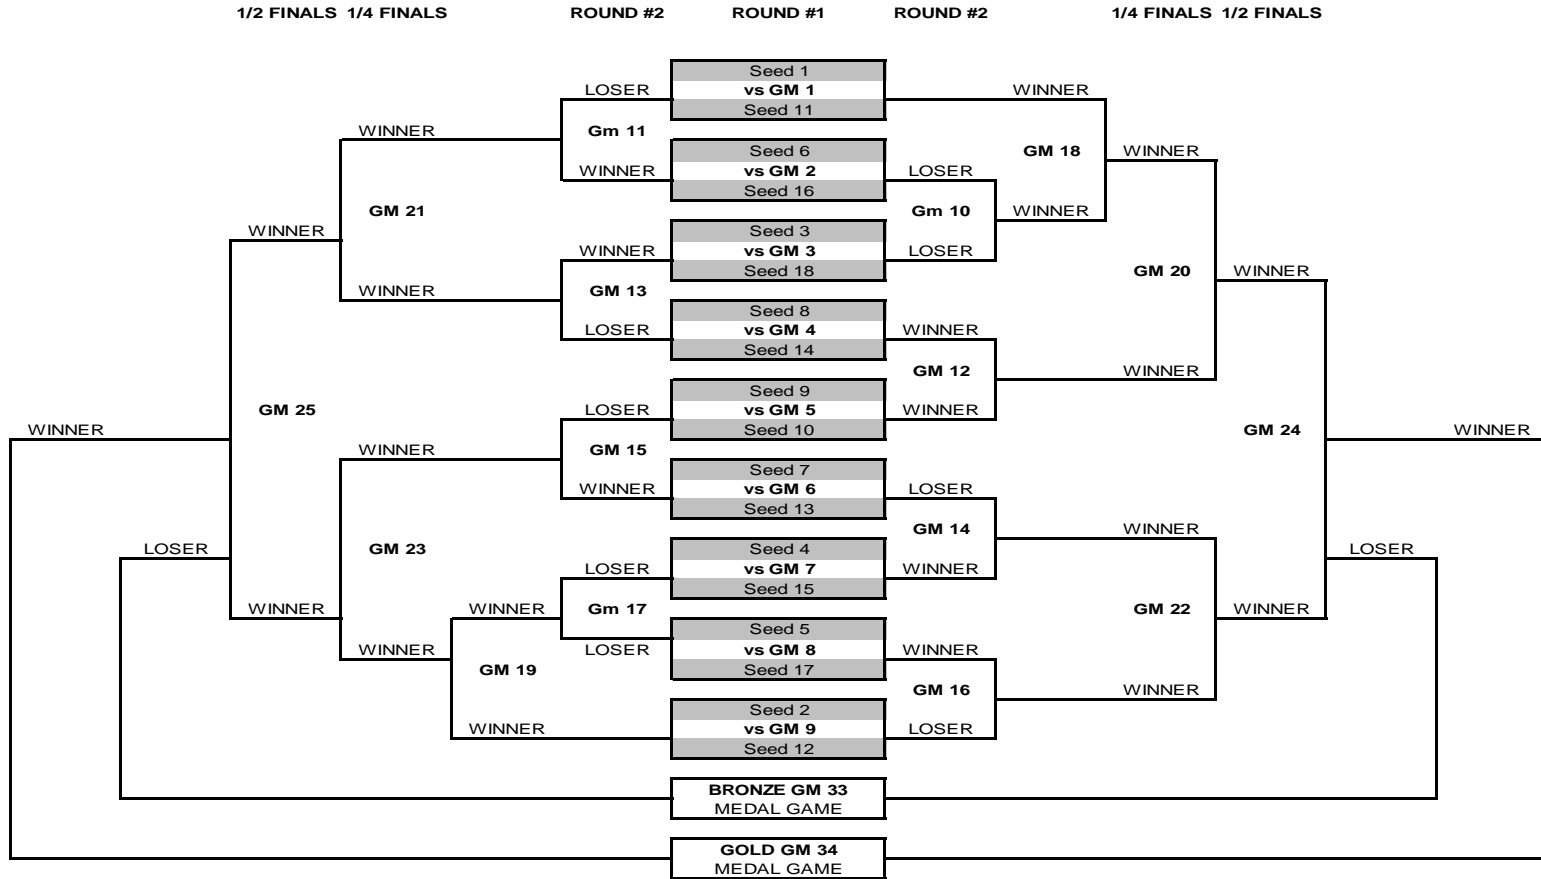 1/2 FINALS 1/4 FINALS ROUND #2 ROUND #1 ROUND #2 1/4 FINALS 1/2 FINALS
Seed 1
LOSER vs GM 1 WINNER
Seed 11
WINNER Gm 11
Seed 6 GM 18 WINNER
WINNER vs GM 2 LOSER
Seed 16
GM 21 Gm 10 WINNER
WINNER Seed 3
WINNER vs GM 3 LOSER
Seed 18 GM 20 WINNER
WINNER GM 13
Seed 8
LOSER vs GM 4 WINNER
Seed 14
GM 12 WINNER
Seed 9
GM 25 LOSER vs GM 5 WINNER
WINNER Seed 10 GM 24 WINNER
WINNER GM 15
Seed 7
WINNER vs GM 6 LOSER
Seed 13
GM 14 WINNER
LOSER GM 23 Seed 4 LOSER
LOSER vs GM 7 WINNER
Seed 15
WINNER WINNER Gm 17 GM 22 WINNER
Seed 5
WINNER LOSER vs GM 8 WINNER
GM 19 Seed 17
GM 16 WINNER
Seed 2
WINNER vs GM 9 LOSER
Seed 12
BRONZE GM 33
MEDAL GAME
GOLD GM 34
MEDAL GAME